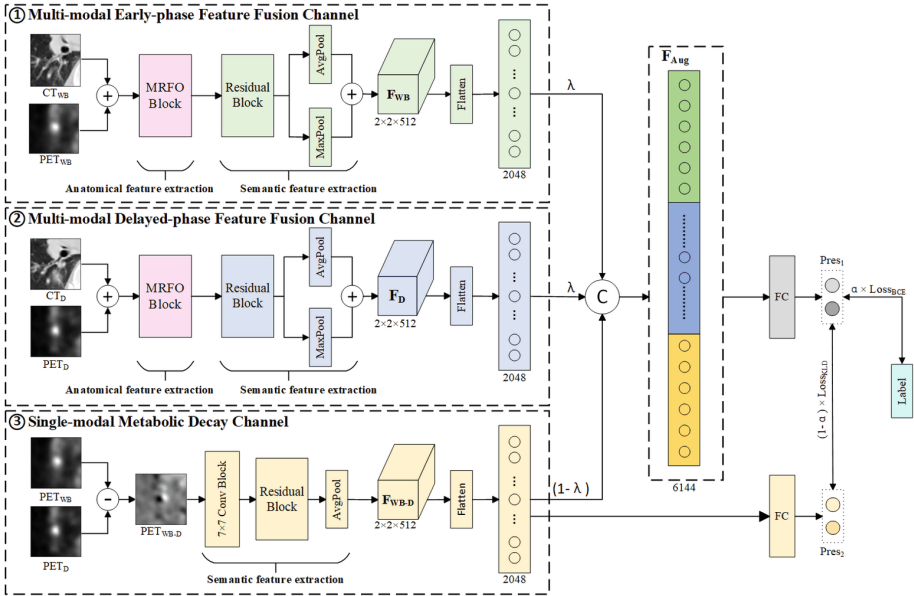 ① Multi-modal Early-phase Feature Fusion Channel
CT_WB
PET_WB
+
MRFO
Block
Residual
Block
AvgPool
MaxPool
+
F_WB
2×2×512
Flatten
...
...
2048
λ
Anatomical feature extraction
Semantic feature extraction
② Multi-modal Delayed-phase Feature Fusion Channel
CT_D
PET_D
+
MRFO
Block
Residual
Block
AvgPool
MaxPool
+
F_D
2×2×512
Flatten
...
...
2048
λ
Anatomical feature extraction
Semantic feature extraction
③ Single-modal Metabolic Decay Channel
PET_WB
PET_D
-
PET_WB-D
7×7 Conv Block
Residual
Block
AvgPool
F_WB-D
2×2×512
Flatten
...
...
2048
(1- λ )
Semantic feature extraction
C
F_Aug
6144
FC
Pres₁
α × Loss_BCE
Label
(1- α ) × Loss_KLD
FC
Pres₂